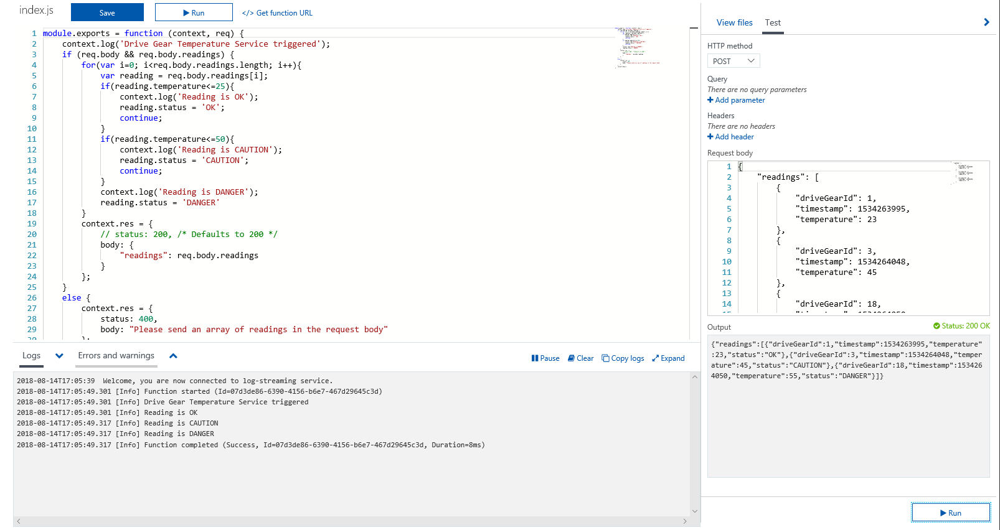 index.js
Save
Run
</> Get function URL
1 module.exports = function (context, req) {
2 context.log('Drive Gear Temperature Service triggered');
3 if (req.body && req.body.readings) {
4 for(var i=0; i<req.body.readings.length; i++){
5 var reading = req.body.readings[i];
6 if(reading.temperature<=25){
7 context.log('Reading is OK');
8 reading.status = 'OK';
9 continue;
10 }
11 if(reading.temperature<=50){
12 context.log('Reading is CAUTION');
13 reading.status = 'CAUTION';
14 continue;
15 }
16 context.log('Reading is DANGER');
17 reading.status = 'DANGER'
18 }
19 context.res = {
20 // status: 200, /* Defaults to 200 */
21 body: {
22 "readings": req.body.readings
23 }
24 };
25 }
26 else {
27 context.res = {
28 status: 400,
29 body: "Please send an array of readings in the request body"
30 };
Logs
Errors and warnings
Pause
Clear
Copy logs
Expand
2018-08-14T17:05:39 Welcome, you are now connected to log-streaming service.
2018-08-14T17:05:49.301 [Info] Function started (Id=07d3de86-6390-4156-b6e7-467d29645c3d)
2018-08-14T17:05:49.301 [Info] Drive Gear Temperature Service triggered
2018-08-14T17:05:49.301 [Info] Reading is OK
2018-08-14T17:05:49.317 [Info] Reading is CAUTION
2018-08-14T17:05:49.317 [Info] Reading is DANGER
2018-08-14T17:05:49.317 [Info] Function completed (Success, Id=07d3de86-6390-4156-b6e7-467d29645c3d, Duration=8ms)
View files
Test
HTTP method
POST
Query
There are no query parameters
+ Add parameter
Headers
There are no headers
+ Add header
Request body
1 {
2 "readings": [
3 {
4 "driveGearId": 1,
5 "timestamp": 1534263995,
6 "temperature": 23
7 },
8 {
9 "driveGearId": 3,
10 "timestamp": 1534264048,
11 "temperature": 45
12 },
13 {
14 "driveGearId": 18,
15 "timestamp": 1534264050,
Output
Status: 200 OK
{"readings":[{"driveGearId":1,"timestamp":1534263995,"temperature"
:23,"status":"OK"},{"driveGearId":3,"timestamp":1534264048,"temper
ature":45,"status":"CAUTION"},{"driveGearId":18,"timestamp":153426
4050,"temperature":55,"status":"DANGER"}]}
Run